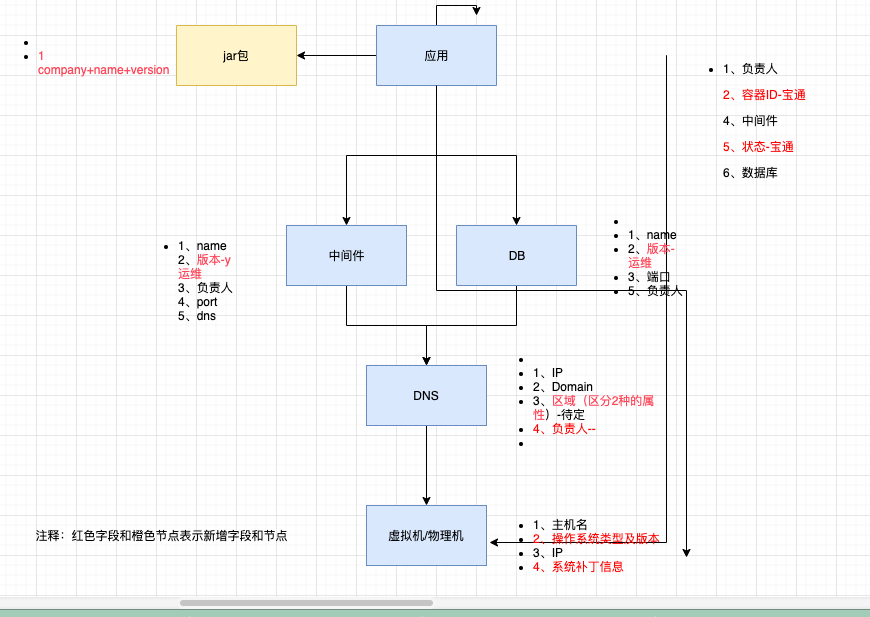 jar包
应用
1
company+name+version
1、负责人
2、容器ID-宝通
4、中间件
5、状态-宝通
6、数据库
中间件
DB
1、name
2、版本-y
运维
3、负责人
4、port
5、dns
1、name
2、版本-
运维
3、端口
5、负责人
DNS
1、IP
2、Domain
3、区域（区分2种的属
性）-待定
4、负责人--
虚拟机/物理机
1、主机名
2、操作系统类型及版本
3、IP
4、系统补丁信息
注释：红色字段和橙色节点表示新增字段和节点